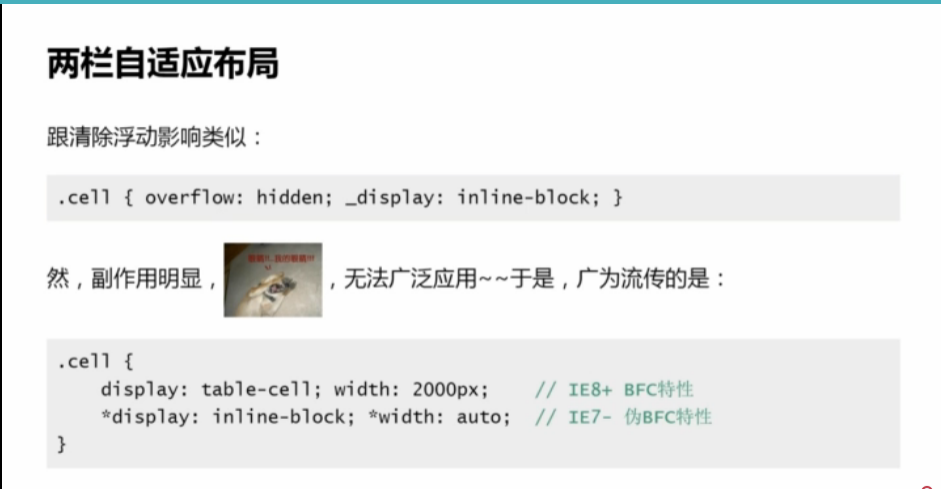 两栏自适应布局
跟清除浮动影响类似：
.cell { overflow: hidden; _display: inline-block; }
然，副作用明显，，无法广泛应用~~于是，广为流传的是：
.cell {
display: table-cell; width: 2000px; // IE8+ BFC特性
*display: inline-block; *width: auto; // IE7- 伪BFC特性
}